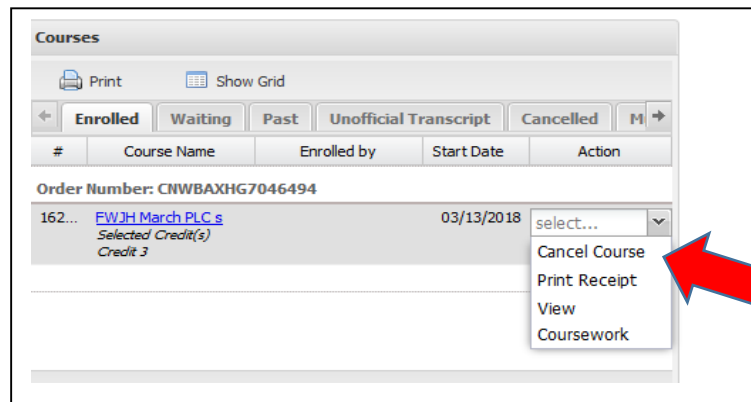 Courses
Print Show Grid
Enrolled Waiting Past Unofficial Transcript Cancelled M
# Course Name Enrolled by Start Date Action
Order Number: CNWBAXHG7046494
162... FWJH March PLC s 03/13/2018 select...
Selected Credit(s)
Credit 3
Cancel Course
Print Receipt
View
Coursework